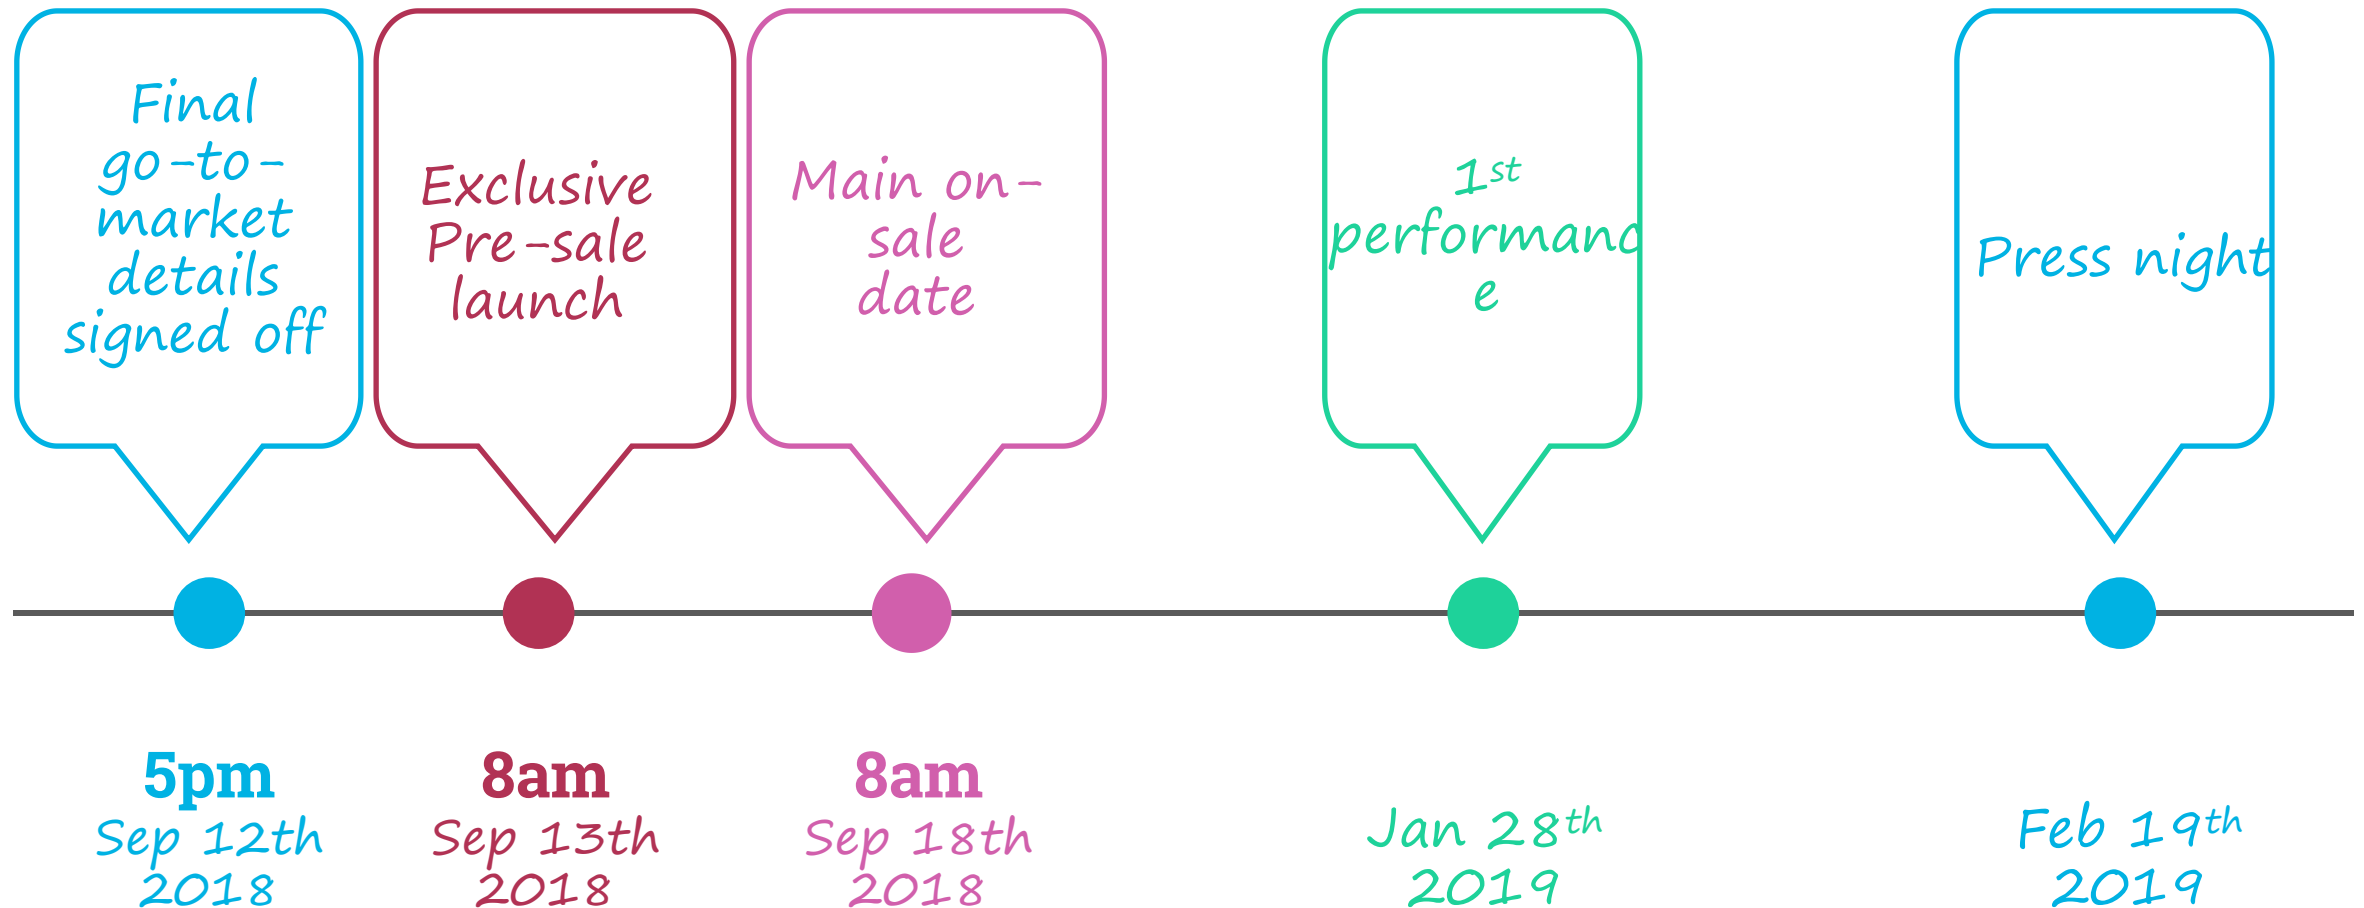 Final
go-to-
market
details
signed off
Exclusive
Pre-sale
launch
Main on-
sale
date
1st
performanc
e
Press night
5pm
Sep 12th
2018
8am
Sep 13th
2018
8am
Sep 18th
2018
Jan 28th
2019
Feb 19th
2019